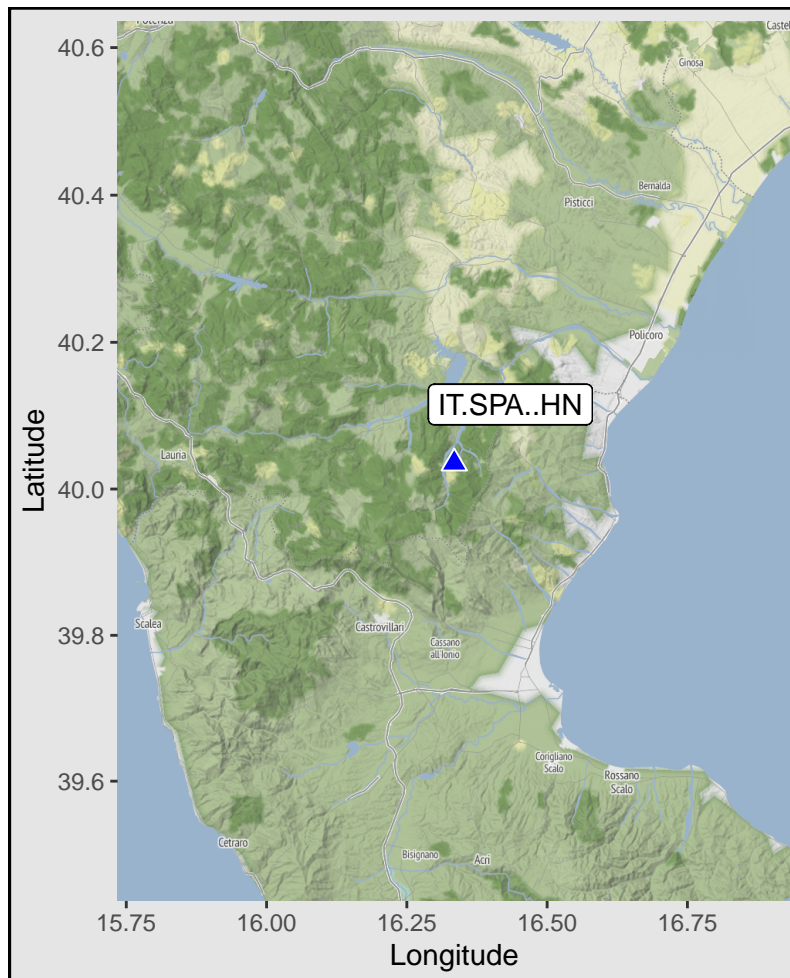 Potenza
Castel
40.6
Ginosa
40.4
Bernalda
Pisticci
40.2
Policoro
IT.SPA..HN
Latitude
Lauria
40.0
Scalea
Castrovillari
39.8
Cassano
all'Ionio
39.6
Corigliano
Scalo
Rossano
Scalo
Cetraro
Bisignano
Acri
15.75
16.00
16.25
16.50
16.75
Longitude